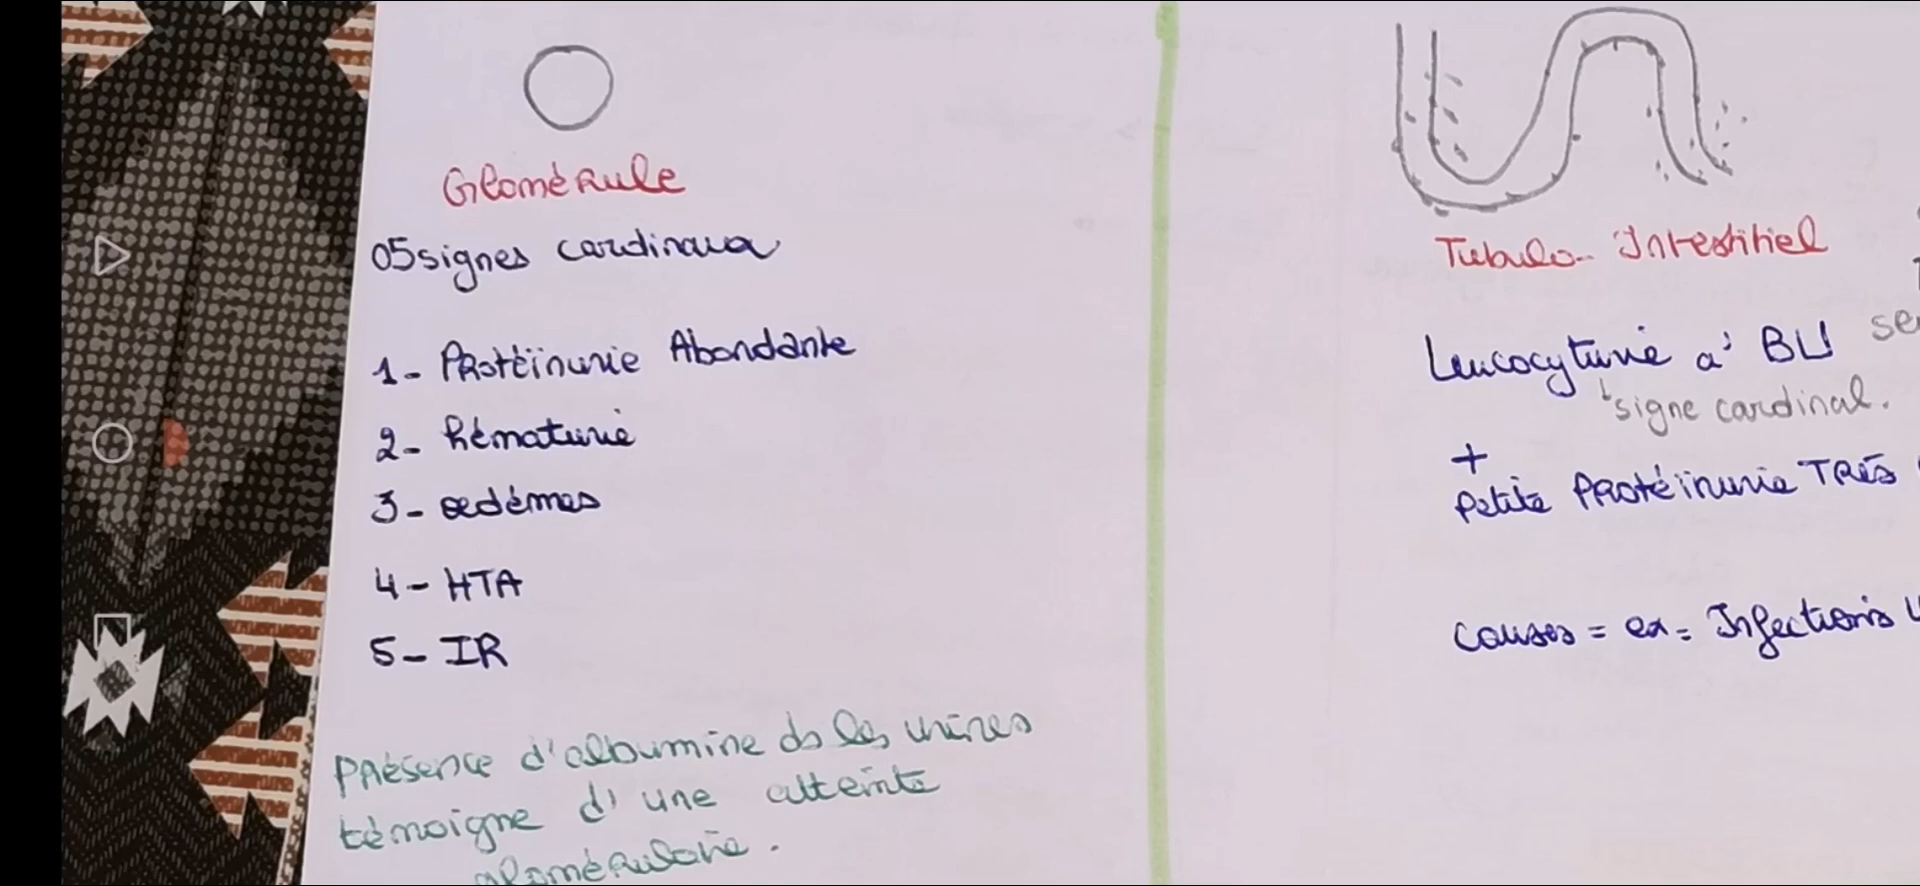 Glomérule
05 signes cardinaux
1- Protéinurie Abondante
2- hématurie
3- oedèmes
4- HTA
5- IR
Présence d'albumine ds les urines
témoigne d'une atteinte
glomérulaire.
Tubulo-Interstitiel
Leucocyturie à BU
signe cardinal.
+
Petite Protéinurie TRÈS
causes = ex = Infections